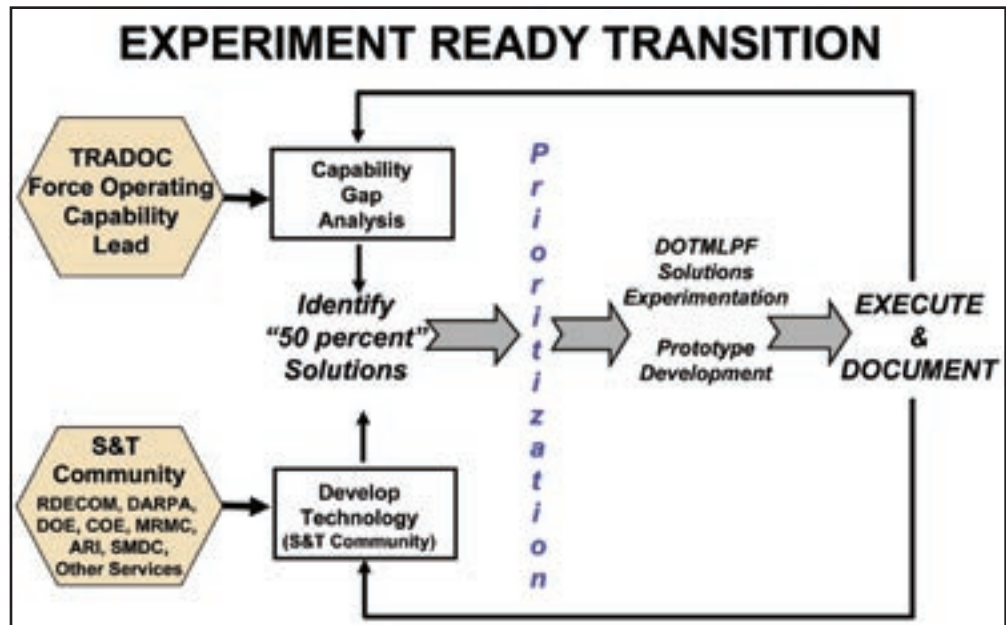 EXPERIMENT READY TRANSITION
TRADOC
Force Operating
Capability
Lead
Capability
Gap
Analysis
Identify
“50 percent”
Solutions
S&T
Community
RDECOM, DARPA,
DOE, COE, MRMC,
ARI, SMDC,
Other Services
Develop
Technology
(S&T Community)
Prioritization
DOTMLPF
Solutions
Experimentation
Prototype
Development
EXECUTE
&
DOCUMENT